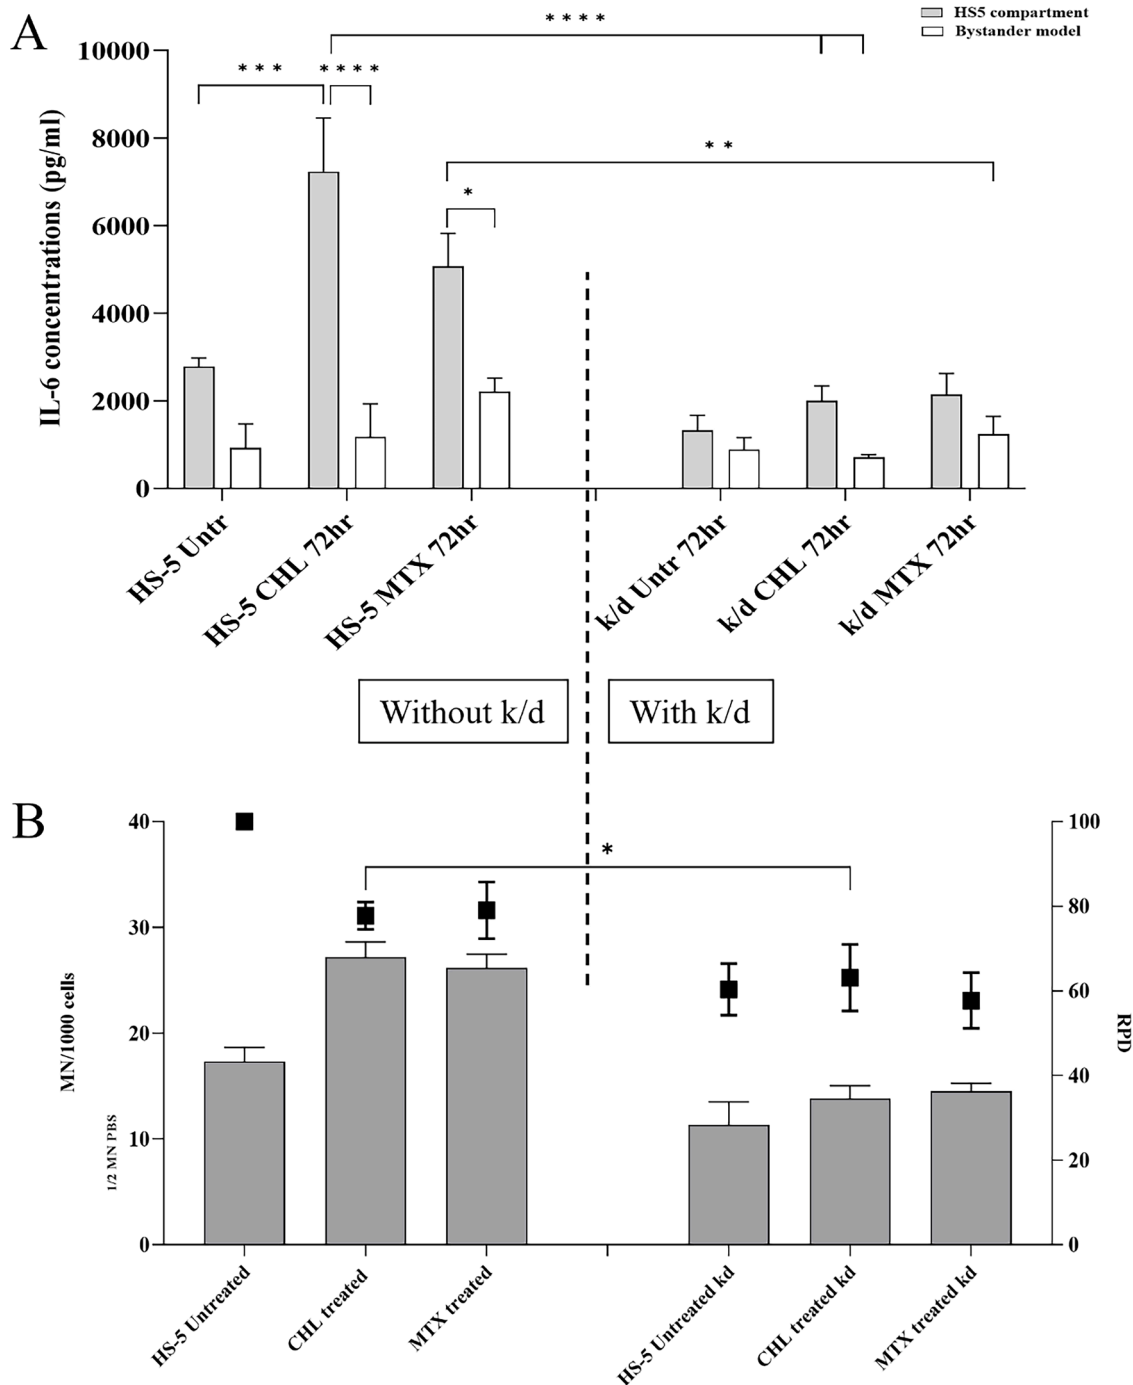 A
HS5 compartment
Bystander model
* * * *
10000
* * *
* * * *
8000
* *
*
6000
4000
2000
0
IL-6 concentrations (pg/ml)
HS-5 Untr
HS-5 CHL 72hr
HS-5 MTX 72hr
k/d Untr 72hr
k/d CHL 72hr
k/d MTX 72hr
Without k/d
With k/d
B
40
100
*
80
30
60
20
40
10
20
0
0
MN/1000 cells
1/2 MN PBS
RPD
HS-5 Untreated
CHL treated
MTX treated
HS-5 Untreated kd
CHL treated kd
MTX treated kd